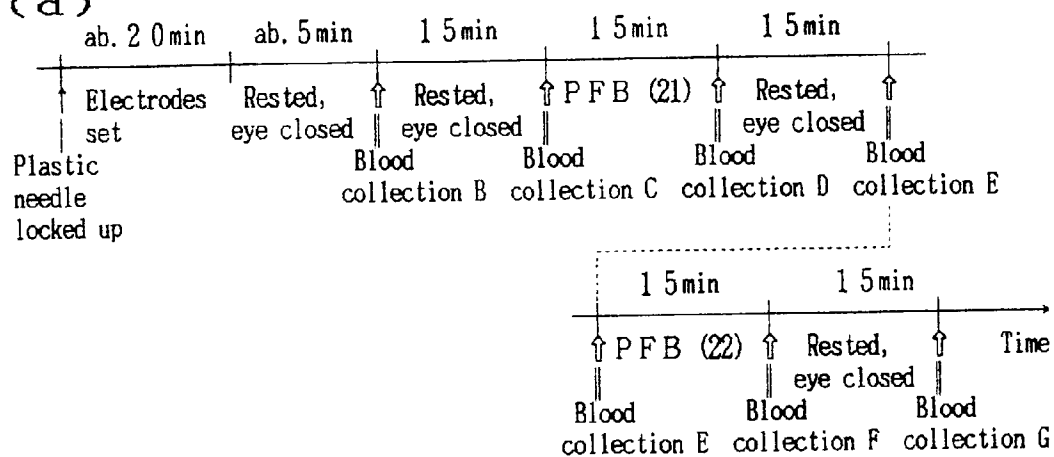 (a)
ab. 20min ab. 5min 15min 15min 15min
Electrodes Rested, Rested, PFB (21) Rested,
set eye closed eye closed eye closed
Plastic Blood Blood Blood Blood
needle collection B collection C collection D collection E
locked up
15min 15min
PFB (22) Rested, Time
eye closed
Blood Blood Blood
collection E collection F collection G